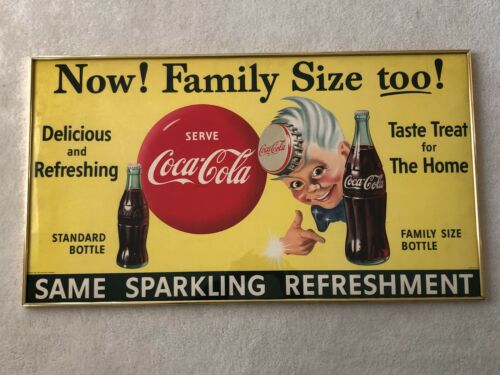 Now! Family Size too!
Delicious
and
Refreshing
SERVE
Coca-Cola
Coca-Cola
Taste Treat
for
The Home
Coca-Cola
STANDARD
BOTTLE
FAMILY SIZE
BOTTLE
SAME SPARKLING REFRESHMENT